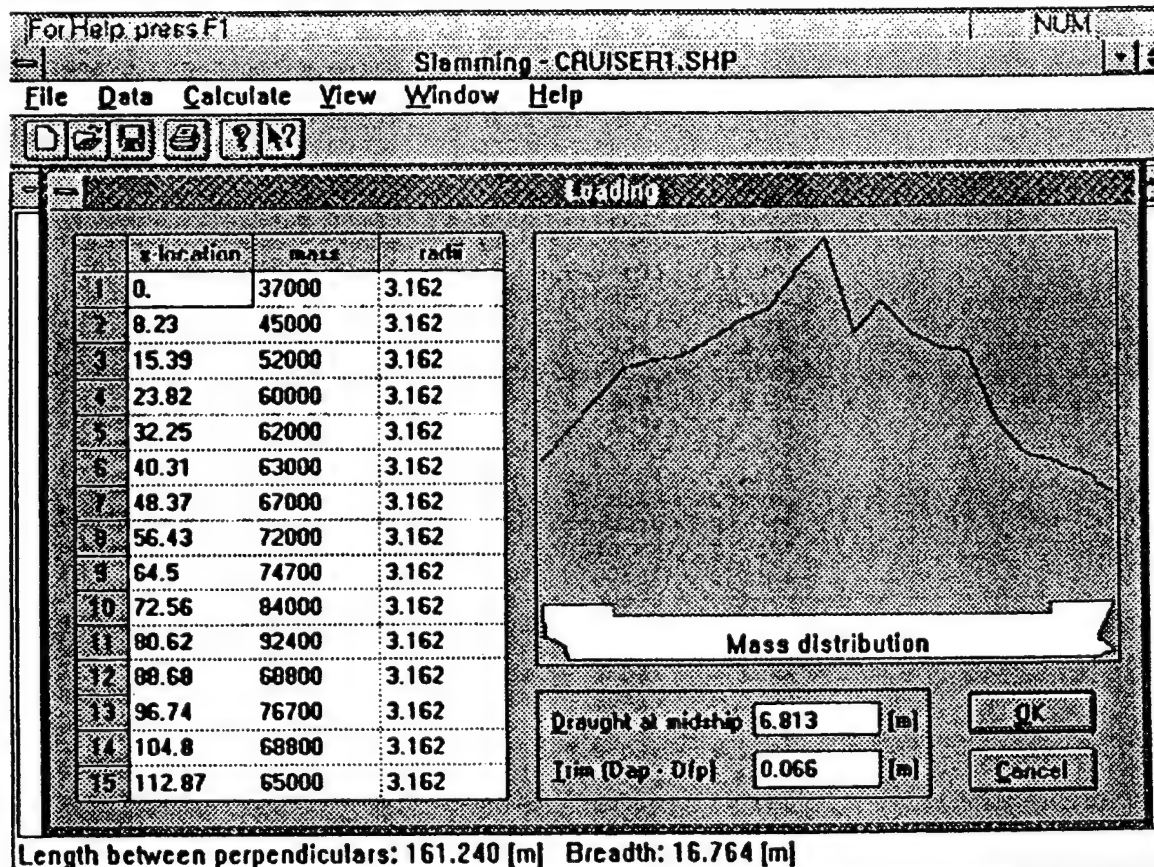 For Help, press F1 NUM
Slamming - CRUISER1.SHP
File Data Calculate View Window Help
Loading
x-location mass radii
1 0. 37000 3.162
2 8.23 45000 3.162
3 15.39 52000 3.162
4 23.82 60000 3.162
5 32.25 62000 3.162
6 40.31 63000 3.162
7 48.37 67000 3.162
8 56.43 72000 3.162
9 64.5 74700 3.162
10 72.56 84000 3.162
11 80.62 92400 3.162
12 88.68 68800 3.162
13 96.74 76700 3.162
14 104.8 68800 3.162
15 112.87 65000 3.162
Mass distribution
Draught at midship 6.813 [m]
Trim (Dap - Dfp) 0.066 [m]
OK
Cancel
Length between perpendiculars: 161.240 [m] Breadth: 16.764 [m]